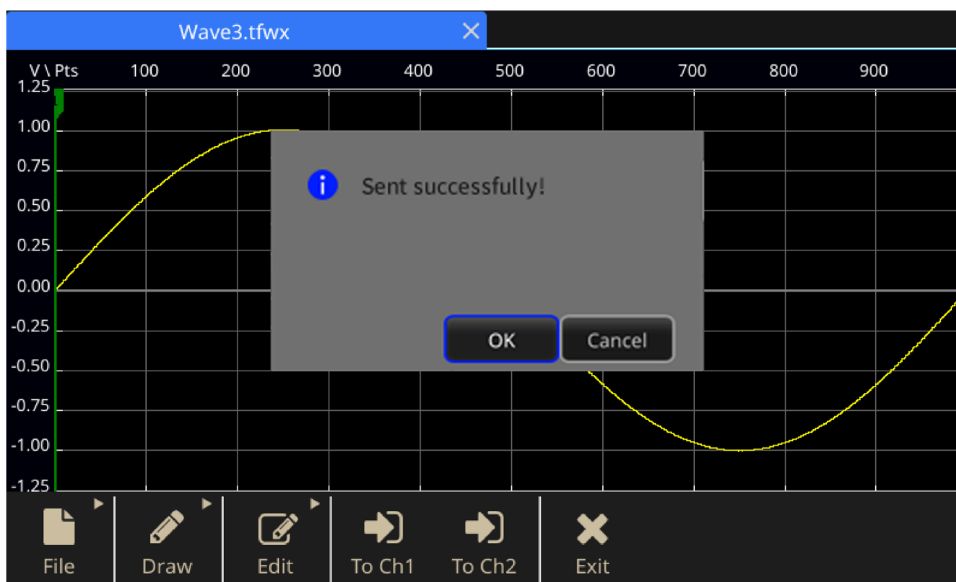 Wave3.tfwx
V \ Pts 100 200 300 400 500 600 700 800 900
1.25
1.00
0.75
0.50
0.25
0.00
-0.25
-0.50
-0.75
-1.00
-1.25
Sent successfully!
OK Cancel
File Draw Edit To Ch1 To Ch2 Exit